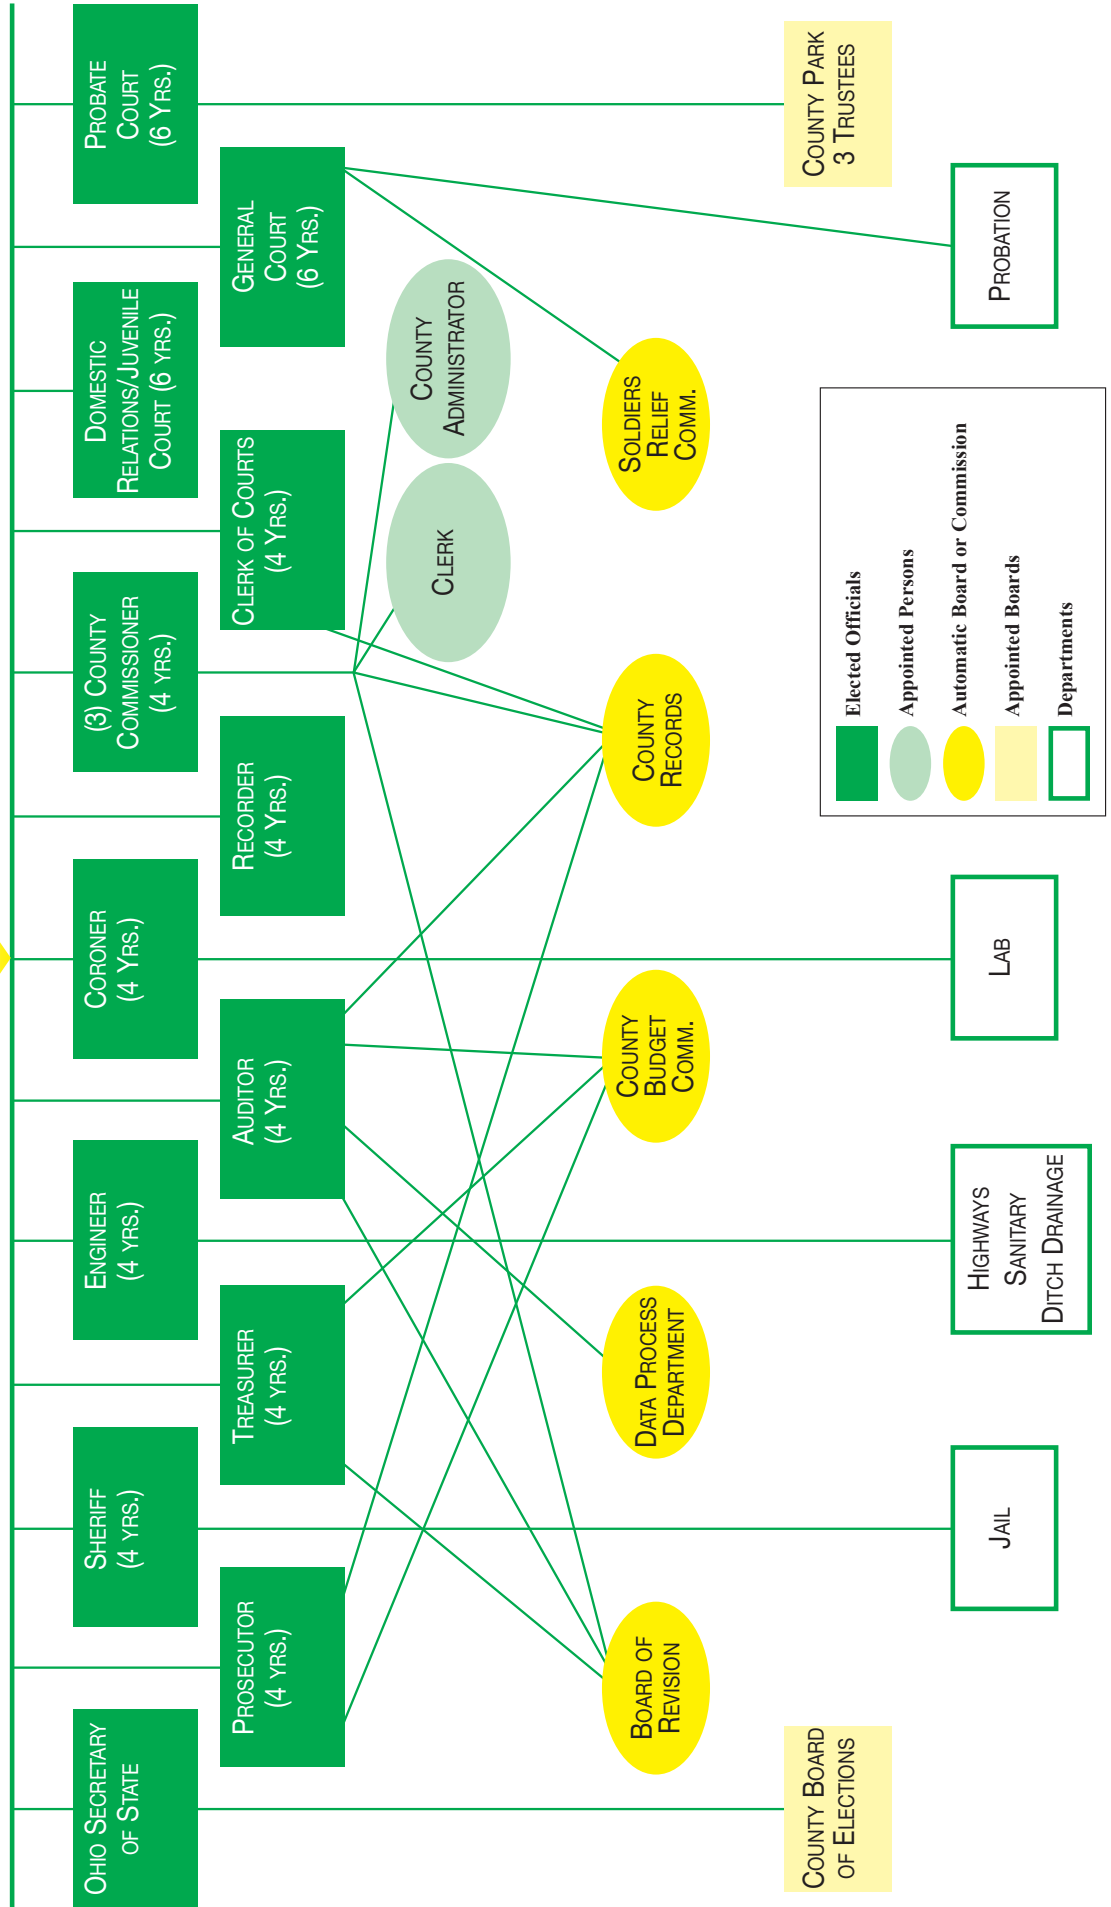 Ohio Secretary
of State
Sheriff
(4 yrs.)
Engineer
(4 yrs.)
Coroner
(4 Yrs.)
(3) County
Commissioner
(4 yrs.)
Domestic
Relations/Juvenile
Court (6 yrs.)
Probate
Court
(6 Yrs.)
Prosecutor
(4 yrs.)
Treasurer
(4 yrs.)
Auditor
(4 Yrs.)
Recorder
(4 Yrs.)
Clerk of Courts
(4 Yrs.)
General
Court
(6 Yrs.)
Clerk
County
Administrator
Board of
Revision
Data Process
Department
County
Budget
Comm.
County
Records
Soldiers
Relief
Comm.
County Board
of Elections
County Park
3 Trustees
Jail
Highways
Sanitary
Ditch Drainage
Lab
Probation
Elected Officials
Appointed Persons
Automatic Board or Commission
Appointed Boards
Departments